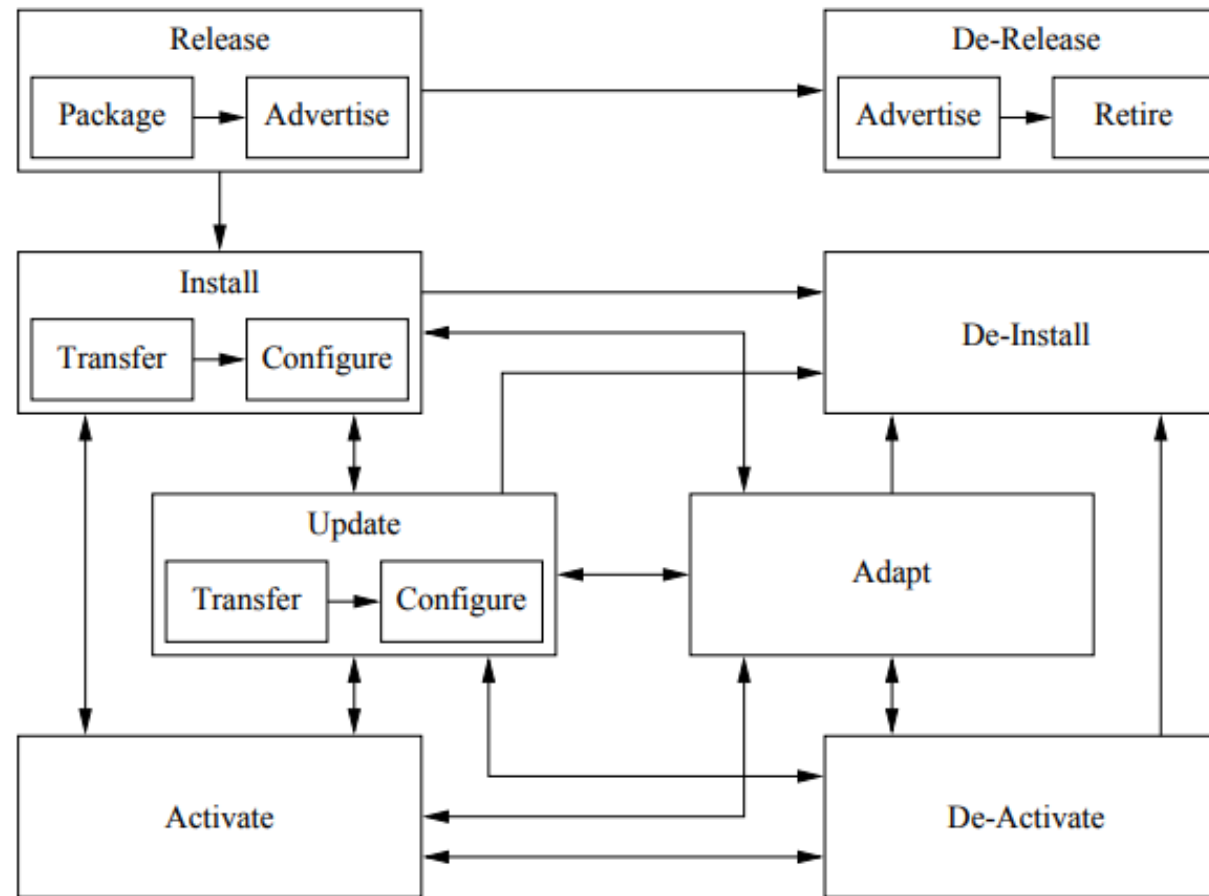 Release
Package
Advertise
De-Release
Advertise
Retire
Install
Transfer
Configure
De-Install
Update
Transfer
Configure
Adapt
Activate
De-Activate